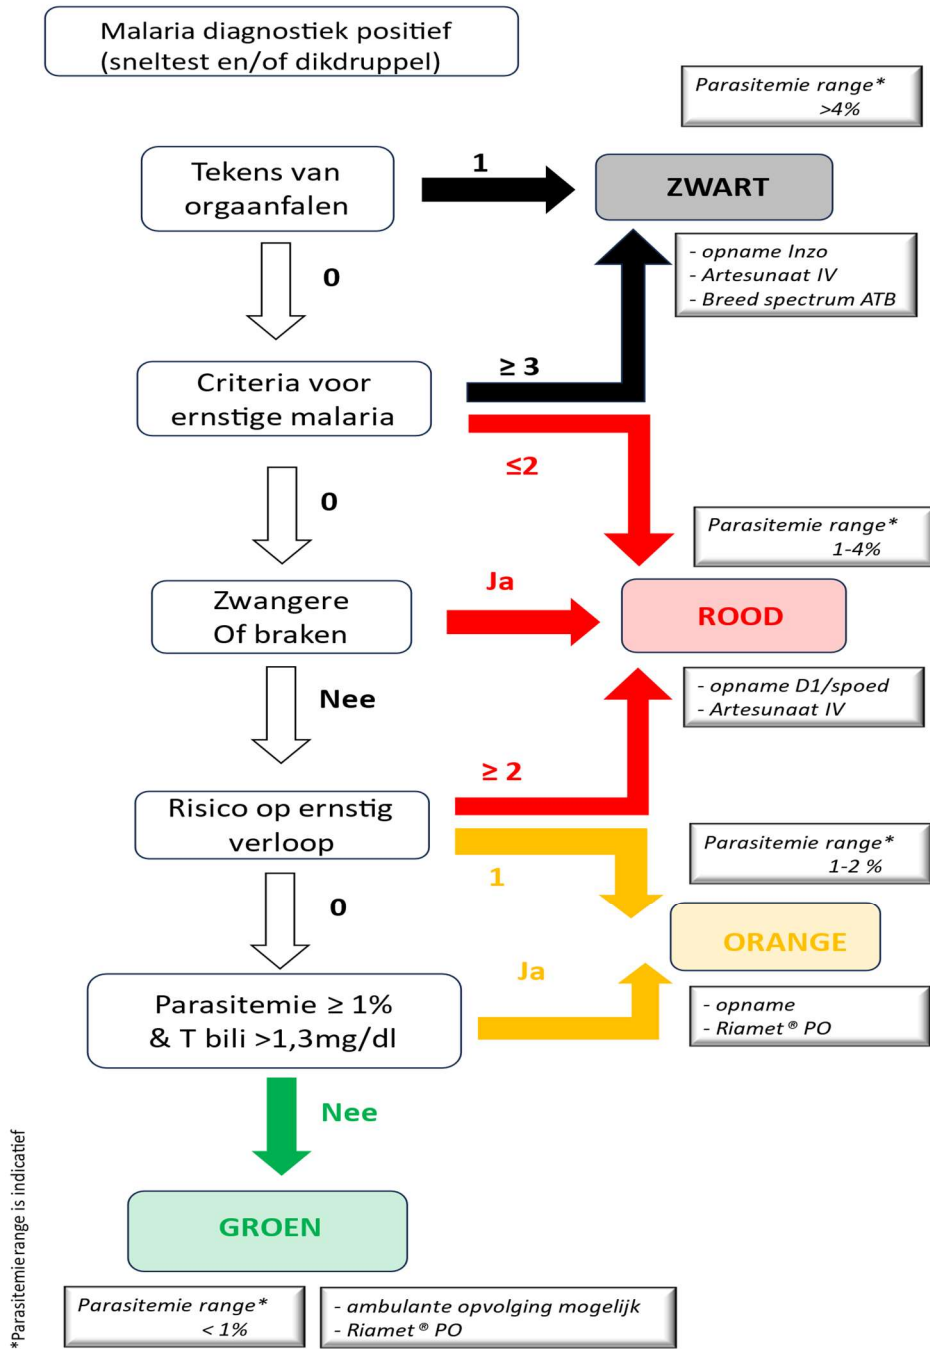 Malaria diagnostiek positief
(sneltest en/of dikdruppel)
Parasitemie range*
>4%
Tekens van
orgaanfalen
1
ZWART
0
- opname Inzo
- Artesunaat IV
- Breed spectrum ATB
Criteria voor
ernstige malaria
≥ 3
≤2
0
Parasitemie range*
1-4%
Zwangere
Of braken
Ja
ROOD
Nee
- opname D1/spoed
- Artesunaat IV
Risico op ernstig
verloop
≥ 2
1
Parasitemie range*
1-2 %
0
ORANGE
Parasitemie ≥ 1%
& T bili >1,3mg/dl
Ja
- opname
- Riamet® PO
Nee
GROEN
Parasitemie range*
< 1%
- ambulante opvolging mogelijk
- Riamet® PO
*Parasitemierange is indicatief